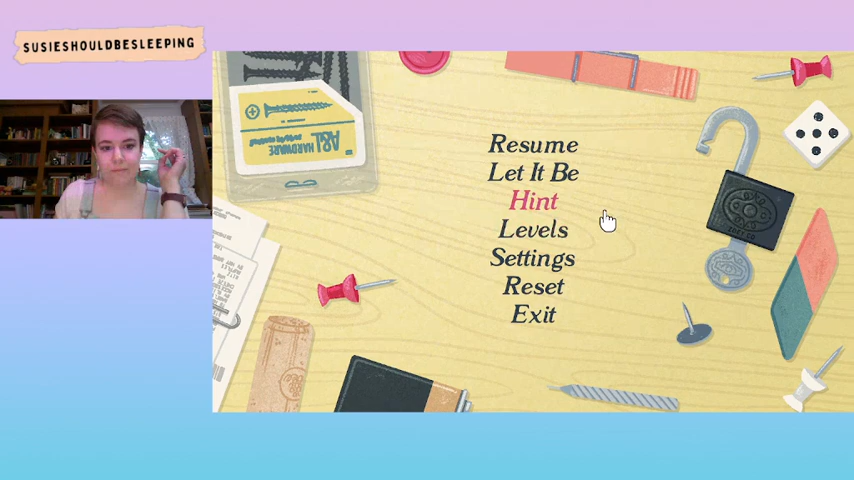 SUSIESHOULDBESLEEPING
Resume
Let It Be
Hint
Levels
Settings
Reset
Exit
A&L
HARDWARE